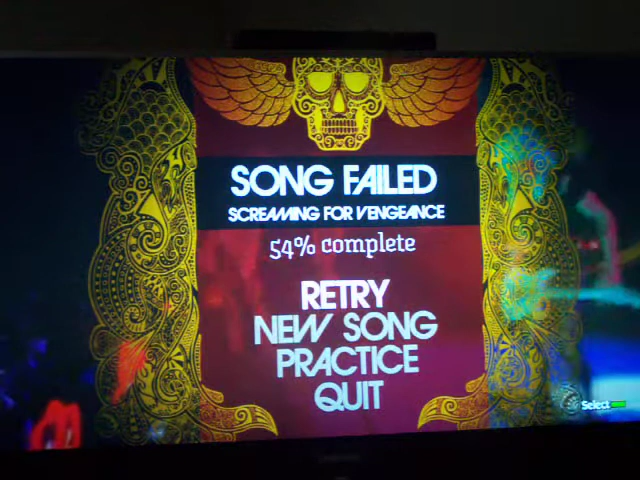 SONG FAILED
SCREAMING FOR VENGEANCE
54% complete
RETRY
NEW SONG
PRACTICE
QUIT
Select